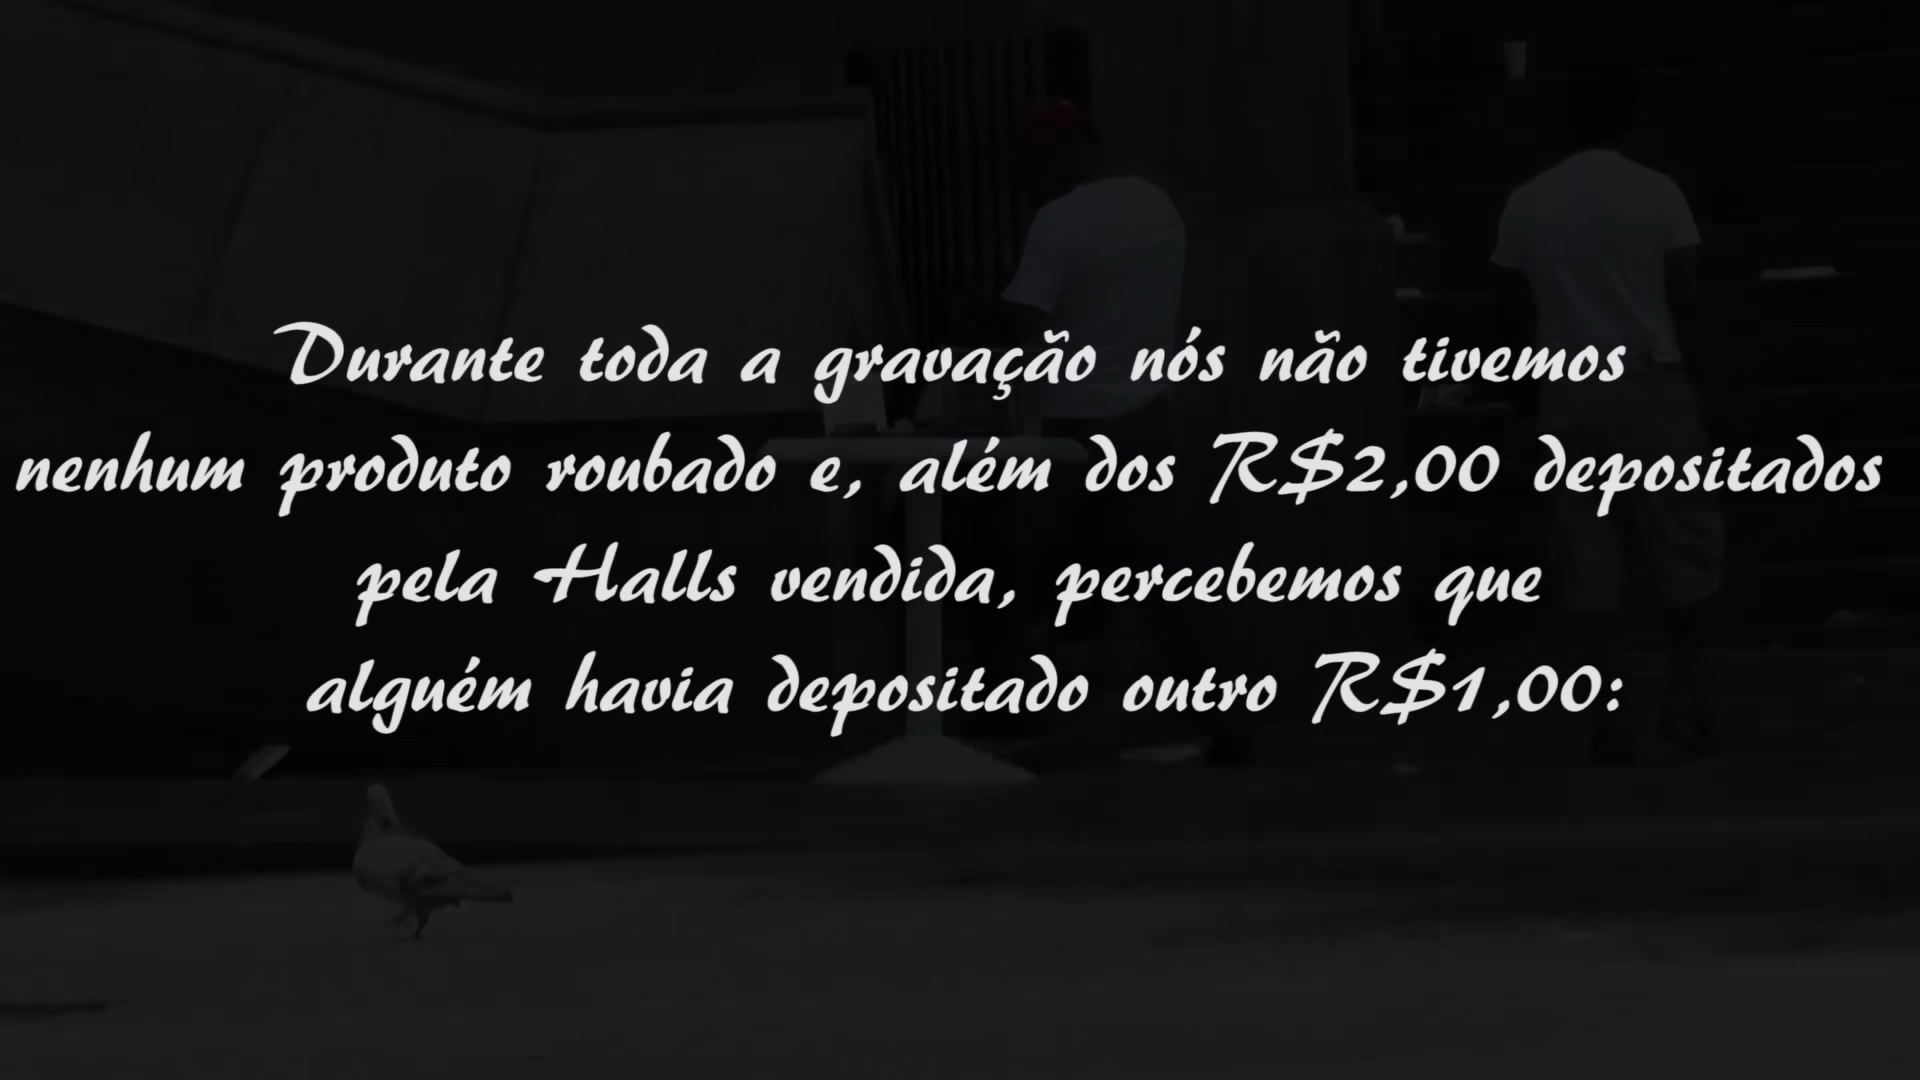 Durante toda a gravação nós não tivemos
nenhum produto roubado e, além dos R$2,00 depositados
pela Halls vendida, percebemos que
alguém havia depositado outro R$1,00: